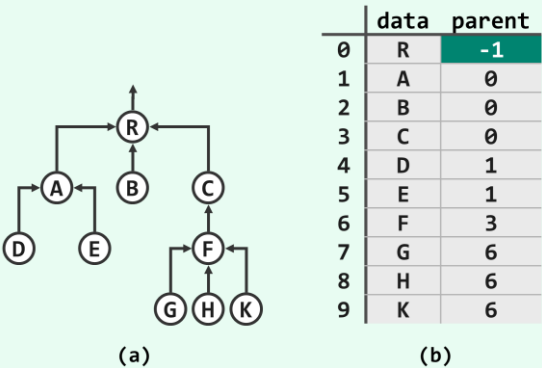 R
A B C
D E F
G H K
(a)
data parent
0 R -1
1 A 0
2 B 0
3 C 0
4 D 1
5 E 1
6 F 3
7 G 6
8 H 6
9 K 6
(b)